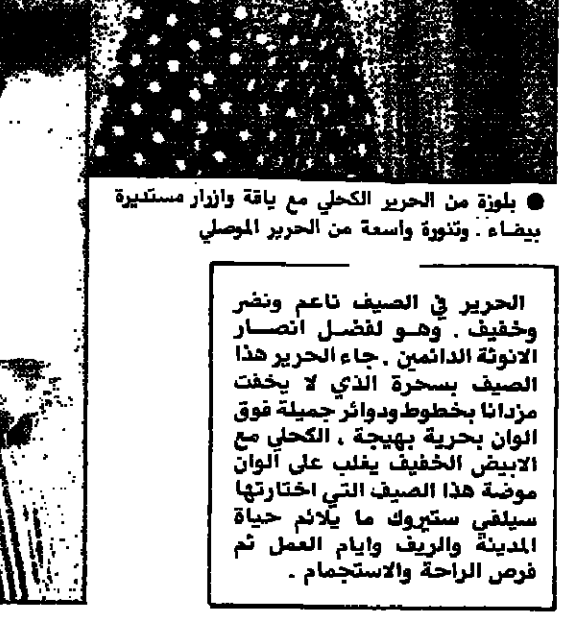 ● بلوزة من الحرير الكحلي مع ياقة وازرار مستديرة
بيضاء . وتنورة واسعة من الحرير الموصلي
الحرير في الصيف ناعم ونضر
وخفيف . وهو لفضل انصار
الانوثة الدائمين . جاء الحرير هذا
الصيف بسحرة الذي لا يخفت
مزدانا بخطوط ودوائر جميلة فوق
الوان بحرية بهيجة . الكحلي مع
الابيض الخفيف يغلب على الوان
موضة هذا الصيف التي اختارتها
سيلفي ستيروك ما يلائم حياة
المدينة والريف وايام العمل ثم
فرص الراحة والاستجمام .